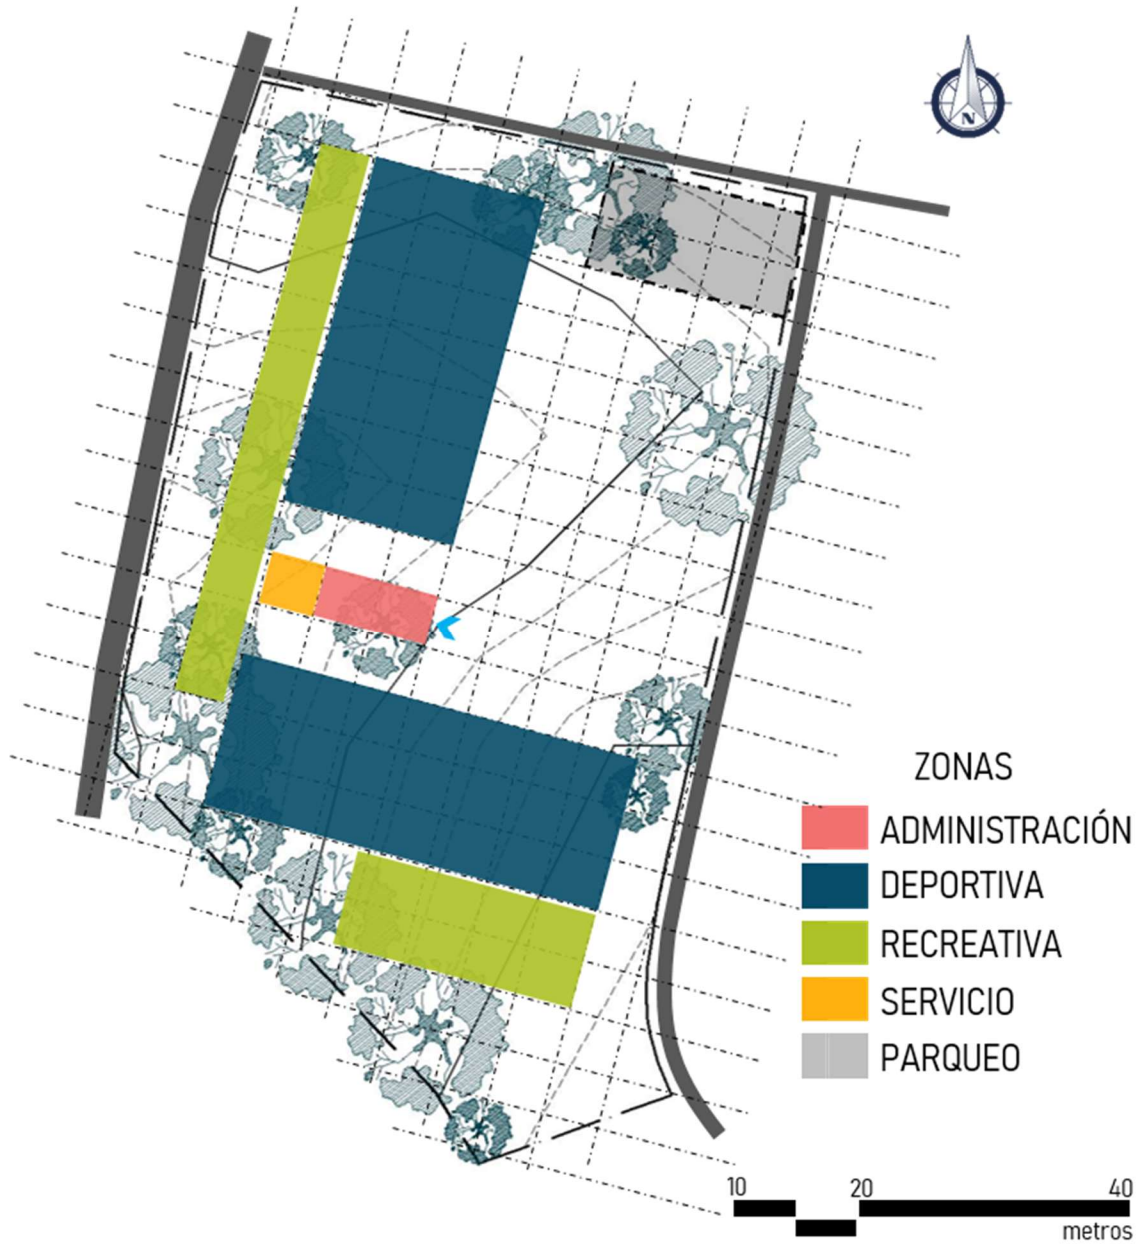 N
ZONAS
ADMINISTRACIÓN
DEPORTIVA
RECREATIVA
SERVICIO
PARQUEO
10 20 40
metros